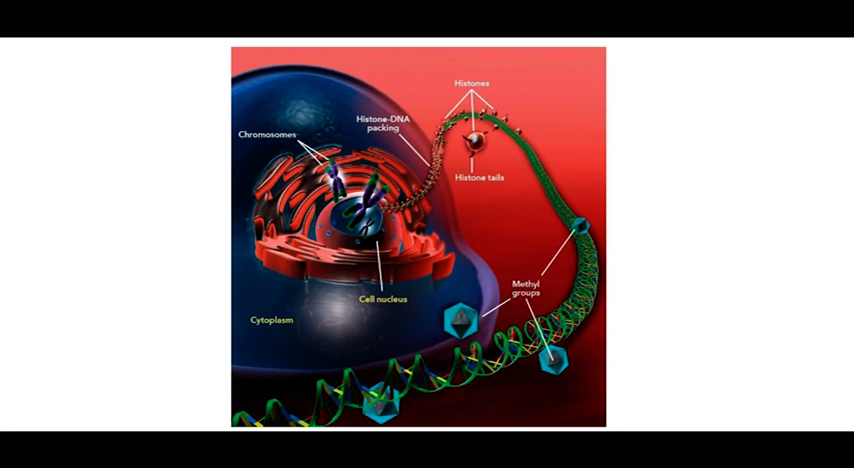 Histones
Histone-DNA
packing
Chromosomes
Histone tails
Methyl
groups
Cell nucleus
Cytoplasm